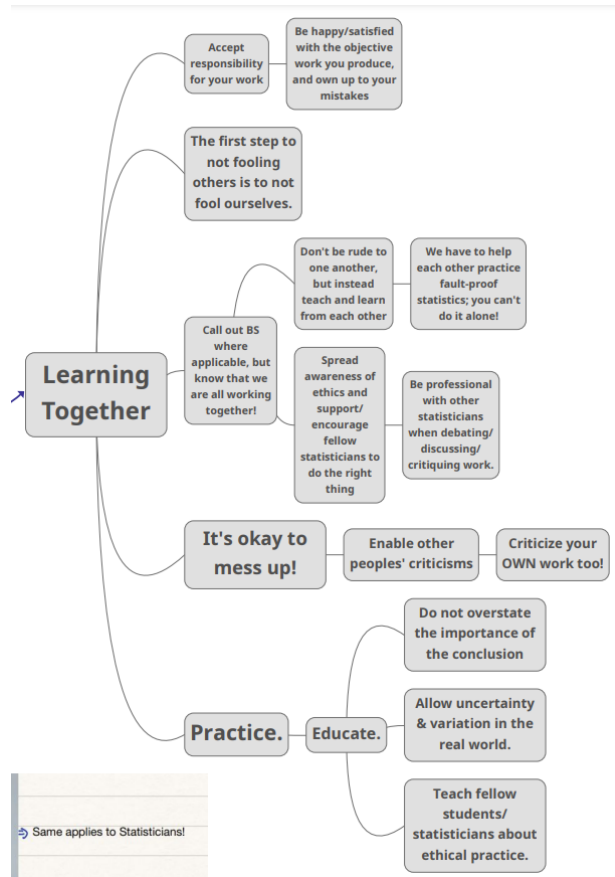 Accept
responsibility
for your work
Be happy/satisfied
with the objective
work you produce,
and own up to your
mistakes
The first step to
not fooling
others is to not
fool ourselves.
Don't be rude to
one another,
but instead
teach and learn
from each other
We have to help
each other practice
fault-proof
statistics; you can't
do it alone!
Call out BS
where
applicable, but
know that we
are all working
together!
Learning
Together
Spread
awareness of
ethics and
support/
encourage
fellow
statisticians to
do the right
thing
Be professional
with other
statisticians
when debating/
discussing/
critiquing work.
It's okay to
mess up!
Enable other
peoples' criticisms
Criticize your
OWN work too!
Do not overstate
the importance of
the conclusion
Practice.
Educate.
Allow uncertainty
& variation in the
real world.
Teach fellow
students/
statisticians about
ethical practice.
Same applies to Statisticians!